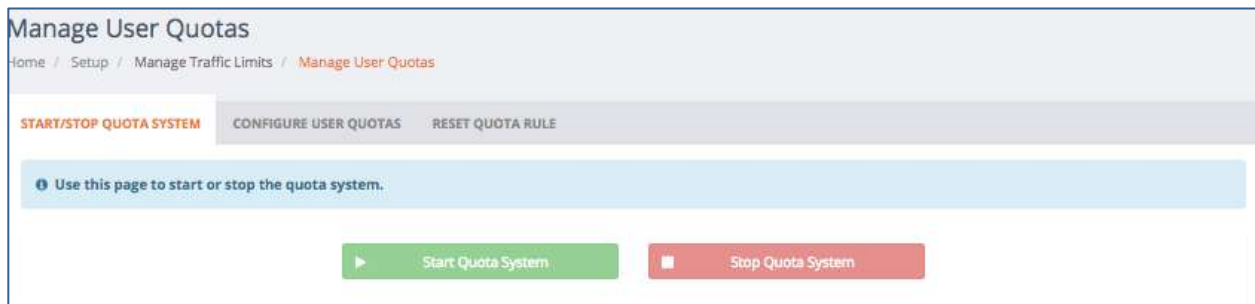 Manage User Quotas
Home / Setup / Manage Traffic Limits / Manage User Quotas
START/STOP QUOTA SYSTEM CONFIGURE USER QUOTAS RESET QUOTA RULE
Use this page to start or stop the quota system.
Start Quota System Stop Quota System